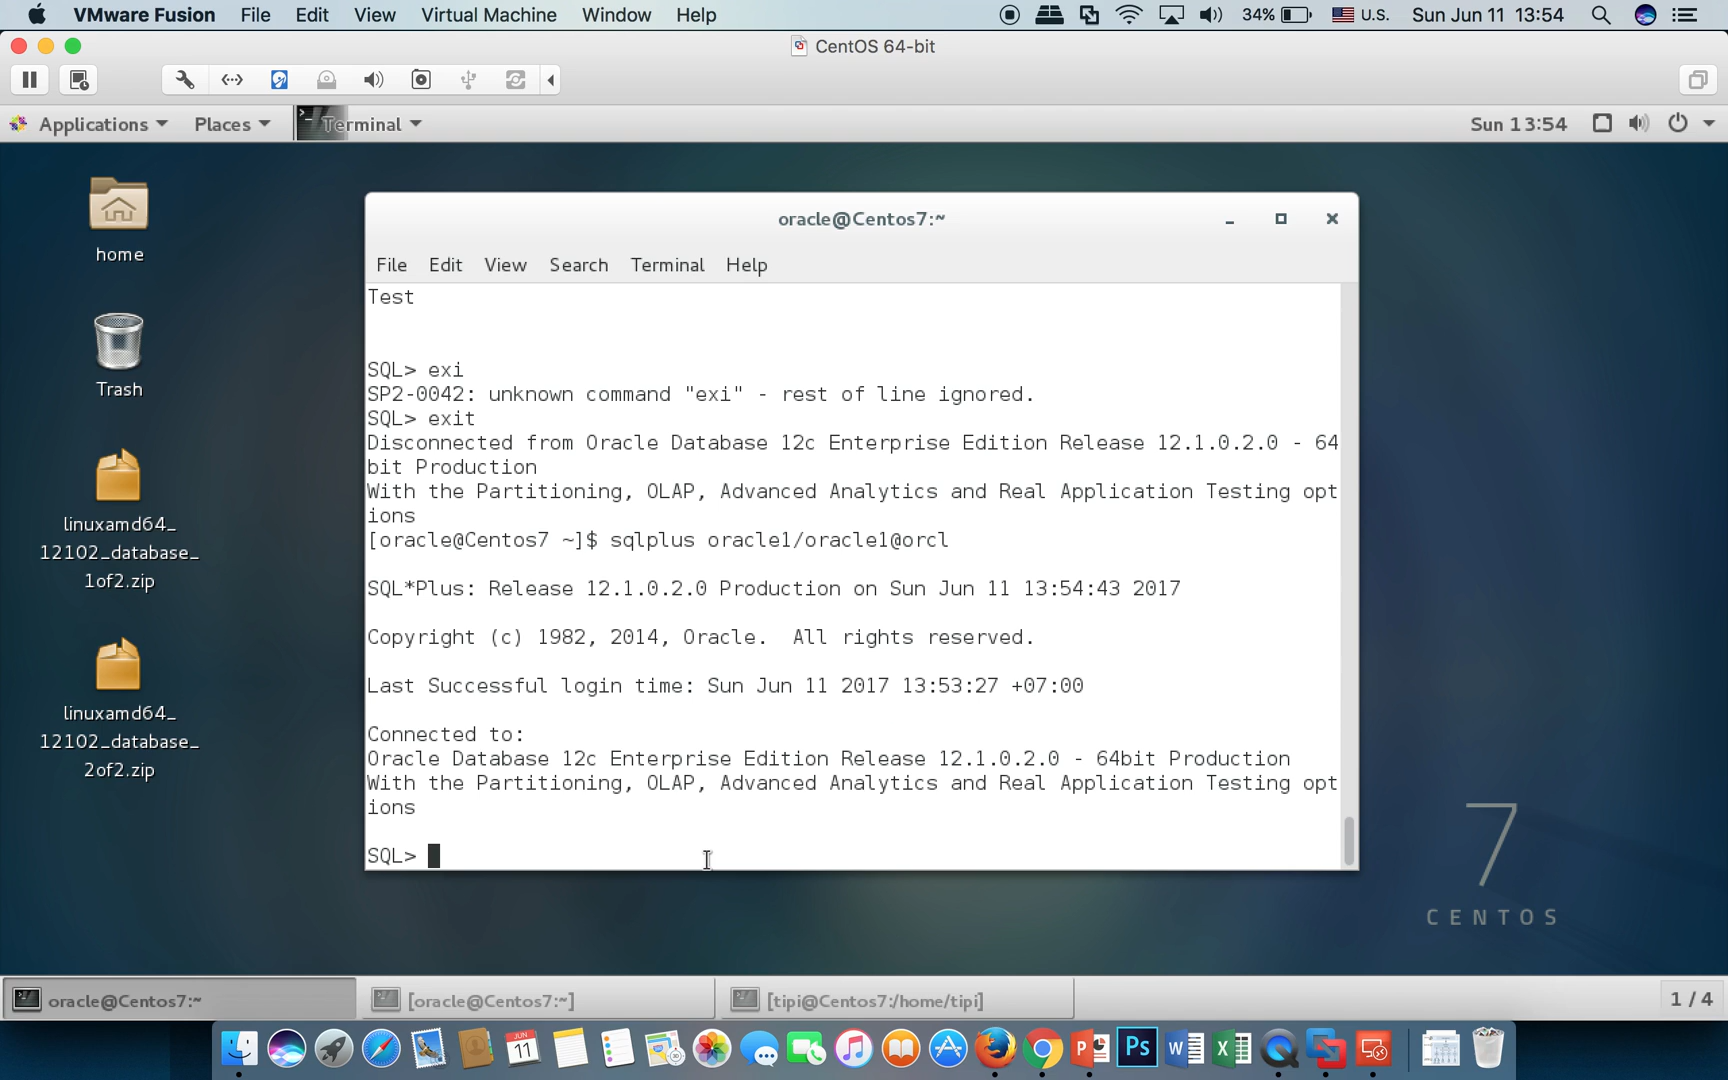 VMware Fusion File Edit View Virtual Machine Window Help 34% U.S. Sun Jun 11 13:54
CentOS 64-bit
Applications Places Terminal Sun 13:54
home
Trash
linuxamd64_
12102_database_
1of2.zip
linuxamd64_
12102_database_
2of2.zip
oracle@Centos7:~
File Edit View Search Terminal Help
Test
SQL> exi
SP2-0042: unknown command "exi" - rest of line ignored.
SQL> exit
Disconnected from Oracle Database 12c Enterprise Edition Release 12.1.0.2.0 - 64
bit Production
With the Partitioning, OLAP, Advanced Analytics and Real Application Testing opt
ions
[oracle@Centos7 ~]$ sqlplus oracle1/oracle1@orcl
SQL*Plus: Release 12.1.0.2.0 Production on Sun Jun 11 13:54:43 2017
Copyright (c) 1982, 2014, Oracle.  All rights reserved.
Last Successful login time: Sun Jun 11 2017 13:53:27 +07:00
Connected to:
Oracle Database 12c Enterprise Edition Release 12.1.0.2.0 - 64bit Production
With the Partitioning, OLAP, Advanced Analytics and Real Application Testing opt
ions
SQL>
7
CENTOS
oracle@Centos7:~ [oracle@Centos7:~] [tipi@Centos7:/home/tipi] 1 / 4
JUN
11
30
P
Ps
W
X